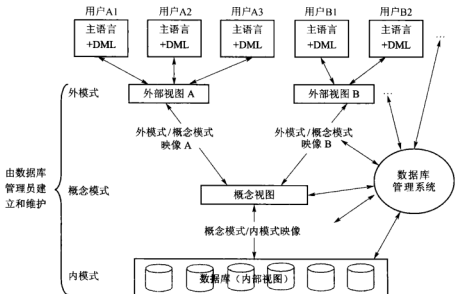 用户A1 用户A2 用户A3 用户B1 用户B2
主语言 主语言 主语言 主语言 主语言
+DML +DML +DML +DML +DML
…
外模式 外部视图 A 外部视图 B …
外模式/概念模式 外模式/概念模式
映像 A 映像 B
由数据库
管理员建
立和维护
概念模式 概念视图
数据库
管理系统
概念模式/内模式映像
内模式 数据库（内部视图）